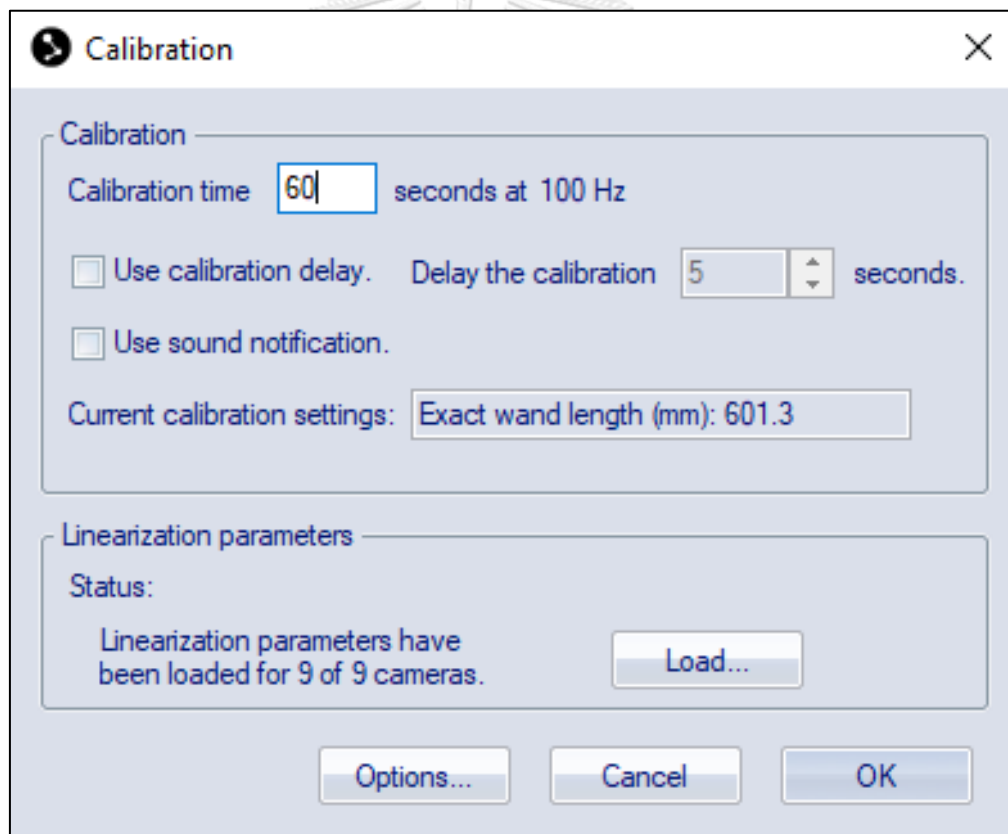 Calibration
Calibration
Calibration time 60 seconds at 100 Hz
Use calibration delay. Delay the calibration 5 seconds.
Use sound notification.
Current calibration settings: Exact wand length (mm): 601.3
Linearization parameters
Status:
Linearization parameters have
been loaded for 9 of 9 cameras.
Load...
Options... Cancel OK